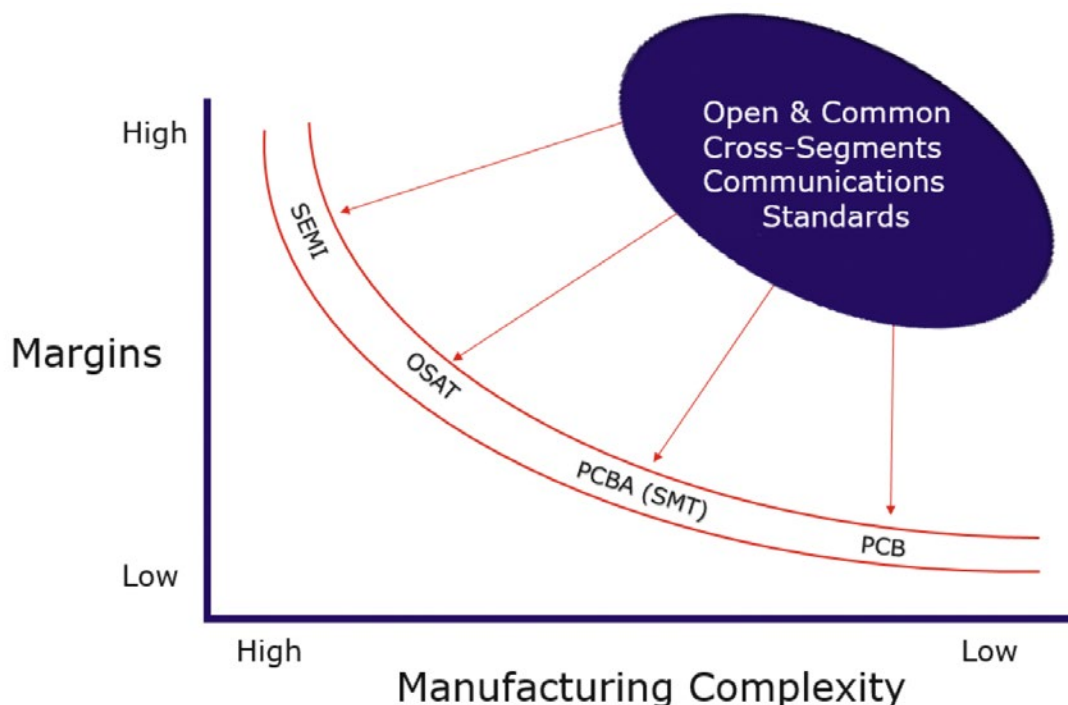 Open & Common
Cross-Segments
Communications
Standards
High
Margins
Low
SEMI
OSAT
PCBA (SMT)
PCB
High
Low
Manufacturing Complexity